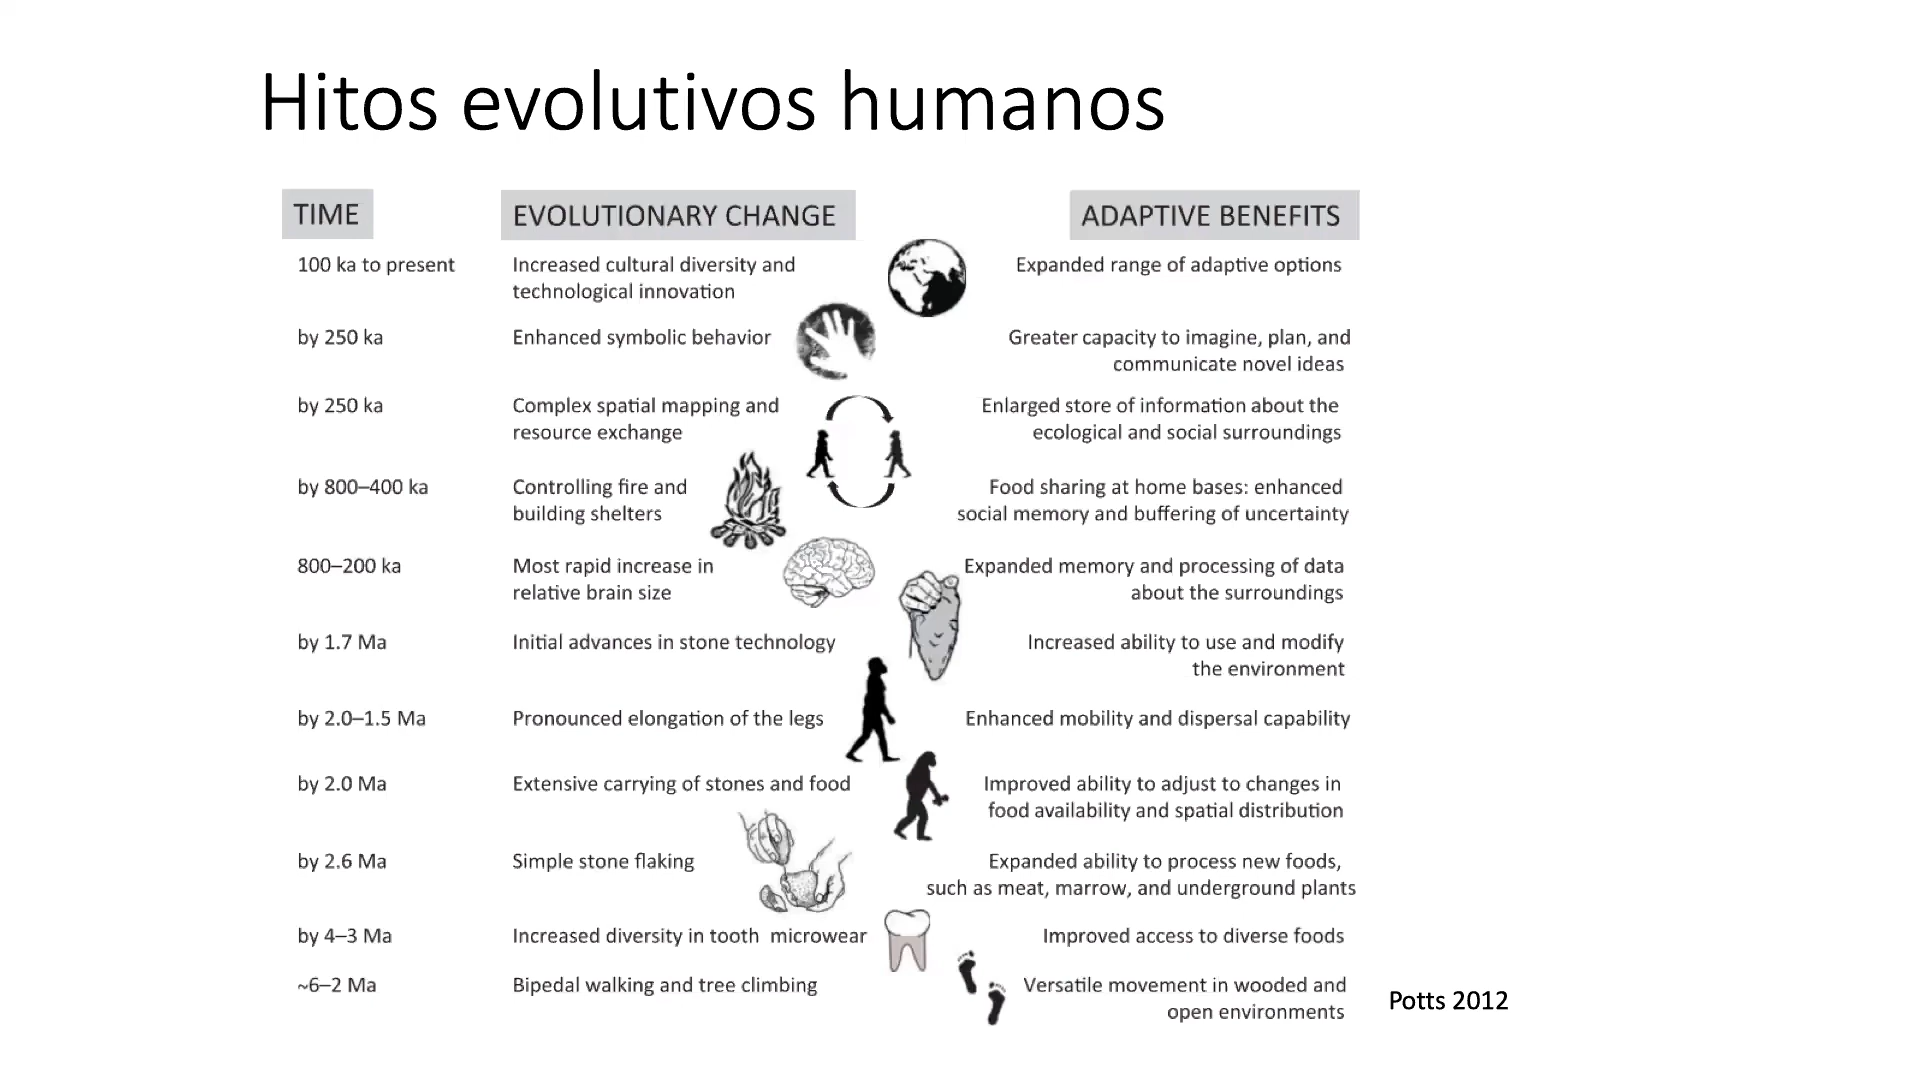 Hitos evolutivos humanos
TIME
EVOLUTIONARY CHANGE
ADAPTIVE BENEFITS
100 ka to present
Increased cultural diversity and
technological innovation
Expanded range of adaptive options
by 250 ka
Enhanced symbolic behavior
Greater capacity to imagine, plan, and
communicate novel ideas
by 250 ka
Complex spatial mapping and
resource exchange
Enlarged store of information about the
ecological and social surroundings
by 800–400 ka
Controlling fire and
building shelters
Food sharing at home bases: enhanced
social memory and buffering of uncertainty
800–200 ka
Most rapid increase in
relative brain size
Expanded memory and processing of data
about the surroundings
by 1.7 Ma
Initial advances in stone technology
Increased ability to use and modify
the environment
by 2.0–1.5 Ma
Pronounced elongation of the legs
Enhanced mobility and dispersal capability
by 2.0 Ma
Extensive carrying of stones and food
Improved ability to adjust to changes in
food availability and spatial distribution
by 2.6 Ma
Simple stone flaking
Expanded ability to process new foods,
such as meat, marrow, and underground plants
by 4–3 Ma
Increased diversity in tooth microwear
Improved access to diverse foods
~6–2 Ma
Bipedal walking and tree climbing
Versatile movement in wooded and
open environments
Potts 2012